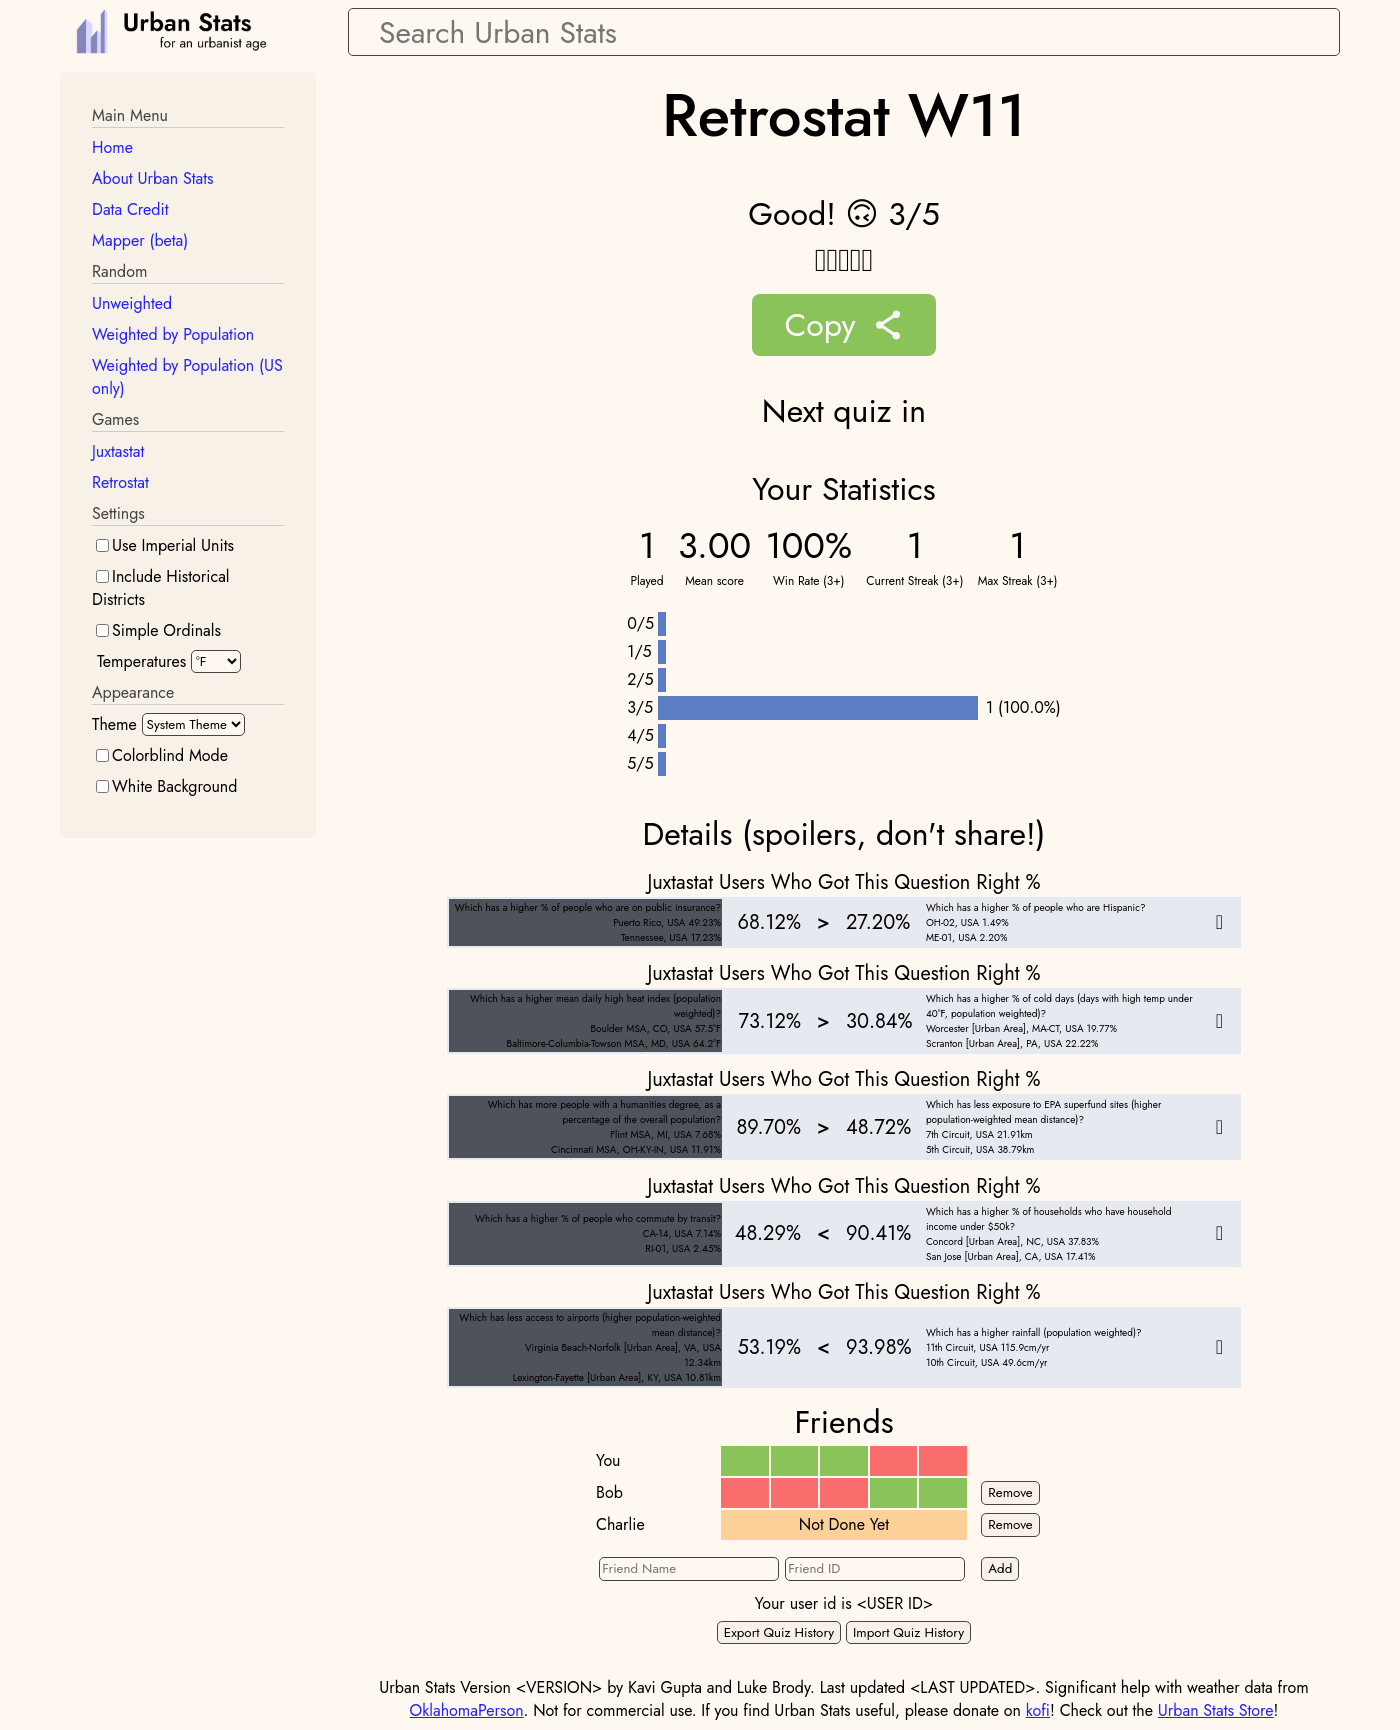 Urban Stats
for an urbanist age
Search Urban Stats
Main Menu
Home
About Urban Stats
Data Credit
Mapper (beta)
Random
Unweighted
Weighted by Population
Weighted by Population (US
only)
Games
Juxtastat
Retrostat
Settings
Use Imperial Units
Include Historical
Districts
Simple Ordinals
Temperatures °F
Appearance
Theme System Theme
Colorblind Mode
White Background
Retrostat W11
Good! 🙃 3/5
Copy
Next quiz in
Your Statistics
1 3.00 100% 1 1
Played Mean score Win Rate (3+) Current Streak (3+) Max Streak (3+)
0/5
1/5
2/5
3/5 1 (100.0%)
4/5
5/5
Details (spoilers, don't share!)
Juxtastat Users Who Got This Question Right %
Which has a higher % of people who are on public insurance?
Puerto Rico, USA 49.23%
Tennessee, USA 17.23%
68.12% > 27.20%
Which has a higher % of people who are Hispanic?
OH-02, USA 1.49%
ME-01, USA 2.20%
Juxtastat Users Who Got This Question Right %
Which has a higher mean daily high heat index (population
weighted)?
Boulder MSA, CO, USA 57.5°F
Baltimore-Columbia-Towson MSA, MD, USA 64.2°F
73.12% > 30.84%
Which has a higher % of cold days (days with high temp under
40°F, population weighted)?
Worcester [Urban Area], MA-CT, USA 19.77%
Scranton [Urban Area], PA, USA 22.22%
Juxtastat Users Who Got This Question Right %
Which has more people with a humanities degree, as a
percentage of the overall population?
Flint MSA, MI, USA 7.68%
Cincinnati MSA, OH-KY-IN, USA 11.91%
89.70% > 48.72%
Which has less exposure to EPA superfund sites (higher
population-weighted mean distance)?
7th Circuit, USA 21.91km
5th Circuit, USA 38.79km
Juxtastat Users Who Got This Question Right %
Which has a higher % of people who commute by transit?
CA-14, USA 7.14%
RI-01, USA 2.45%
48.29% < 90.41%
Which has a higher % of households who have household
income under $50k?
Concord [Urban Area], NC, USA 37.83%
San Jose [Urban Area], CA, USA 17.41%
Juxtastat Users Who Got This Question Right %
Which has less access to airports (higher population-weighted
mean distance)?
Virginia Beach-Norfolk [Urban Area], VA, USA
12.34km
Lexington-Fayette [Urban Area], KY, USA 10.81km
53.19% < 93.98%
Which has a higher rainfall (population weighted)?
11th Circuit, USA 115.9cm/yr
10th Circuit, USA 49.6cm/yr
Friends
You
Bob Remove
Charlie Not Done Yet Remove
Friend Name Friend ID Add
Your user id is <USER ID>
Export Quiz History Import Quiz History
Urban Stats Version <VERSION> by Kavi Gupta and Luke Brody. Last updated <LAST UPDATED>. Significant help with weather data from
OklahomaPerson. Not for commercial use. If you find Urban Stats useful, please donate on kofi! Check out the Urban Stats Store!